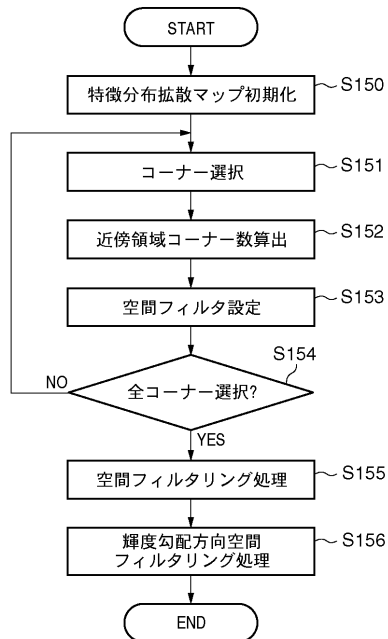 START
特徴分布拡散マップ初期化
S150
コーナー選択
S151
近傍領域コーナー数算出
S152
空間フィルタ設定
S153
S154
全コーナー選択?
NO
YES
空間フィルタリング処理
S155
輝度勾配方向空間
フィルタリング処理
S156
END